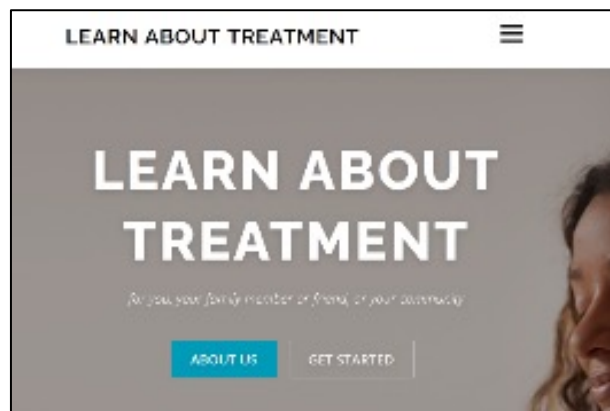 LEARN ABOUT TREATMENT
LEARN ABOUT
TREATMENT
for you, your family member or friend, or your community
ABOUT US
GET STARTED